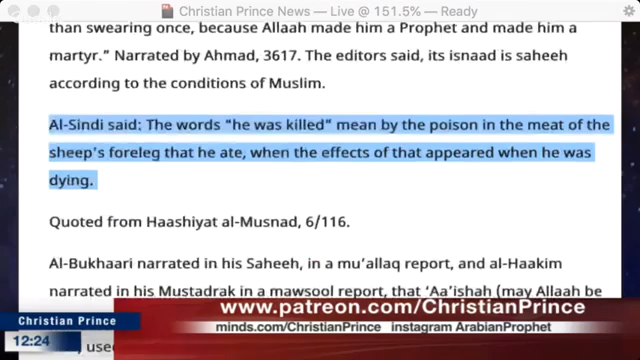 Christian Prince News — Live @ 151.5% — Ready
than swearing once, because Allaah made him a Prophet and made him a
martyr.” Narrated by Ahmad, 3617. The editors said, its isnaad is saheeh
according to the conditions of Muslim.
Al-Sindi said: The words “he was killed” mean by the poison in the meat of the
sheep’s foreleg that he ate, when the effects of that appeared when he was
dying.
Quoted from Haashiyat al-Musnad, 6/116.
Al-Bukhaari narrated in his Saheeh, in a mu’allaq report, and al-Haakim
narrated in his Mustadrak in a mawsool report, that ‘Aa’ishah (may Allaah be
www.patreon.com/ChristianPrince
Christian Prince
minds.com/ChristianPrince instagram ArabianProphet
12:24